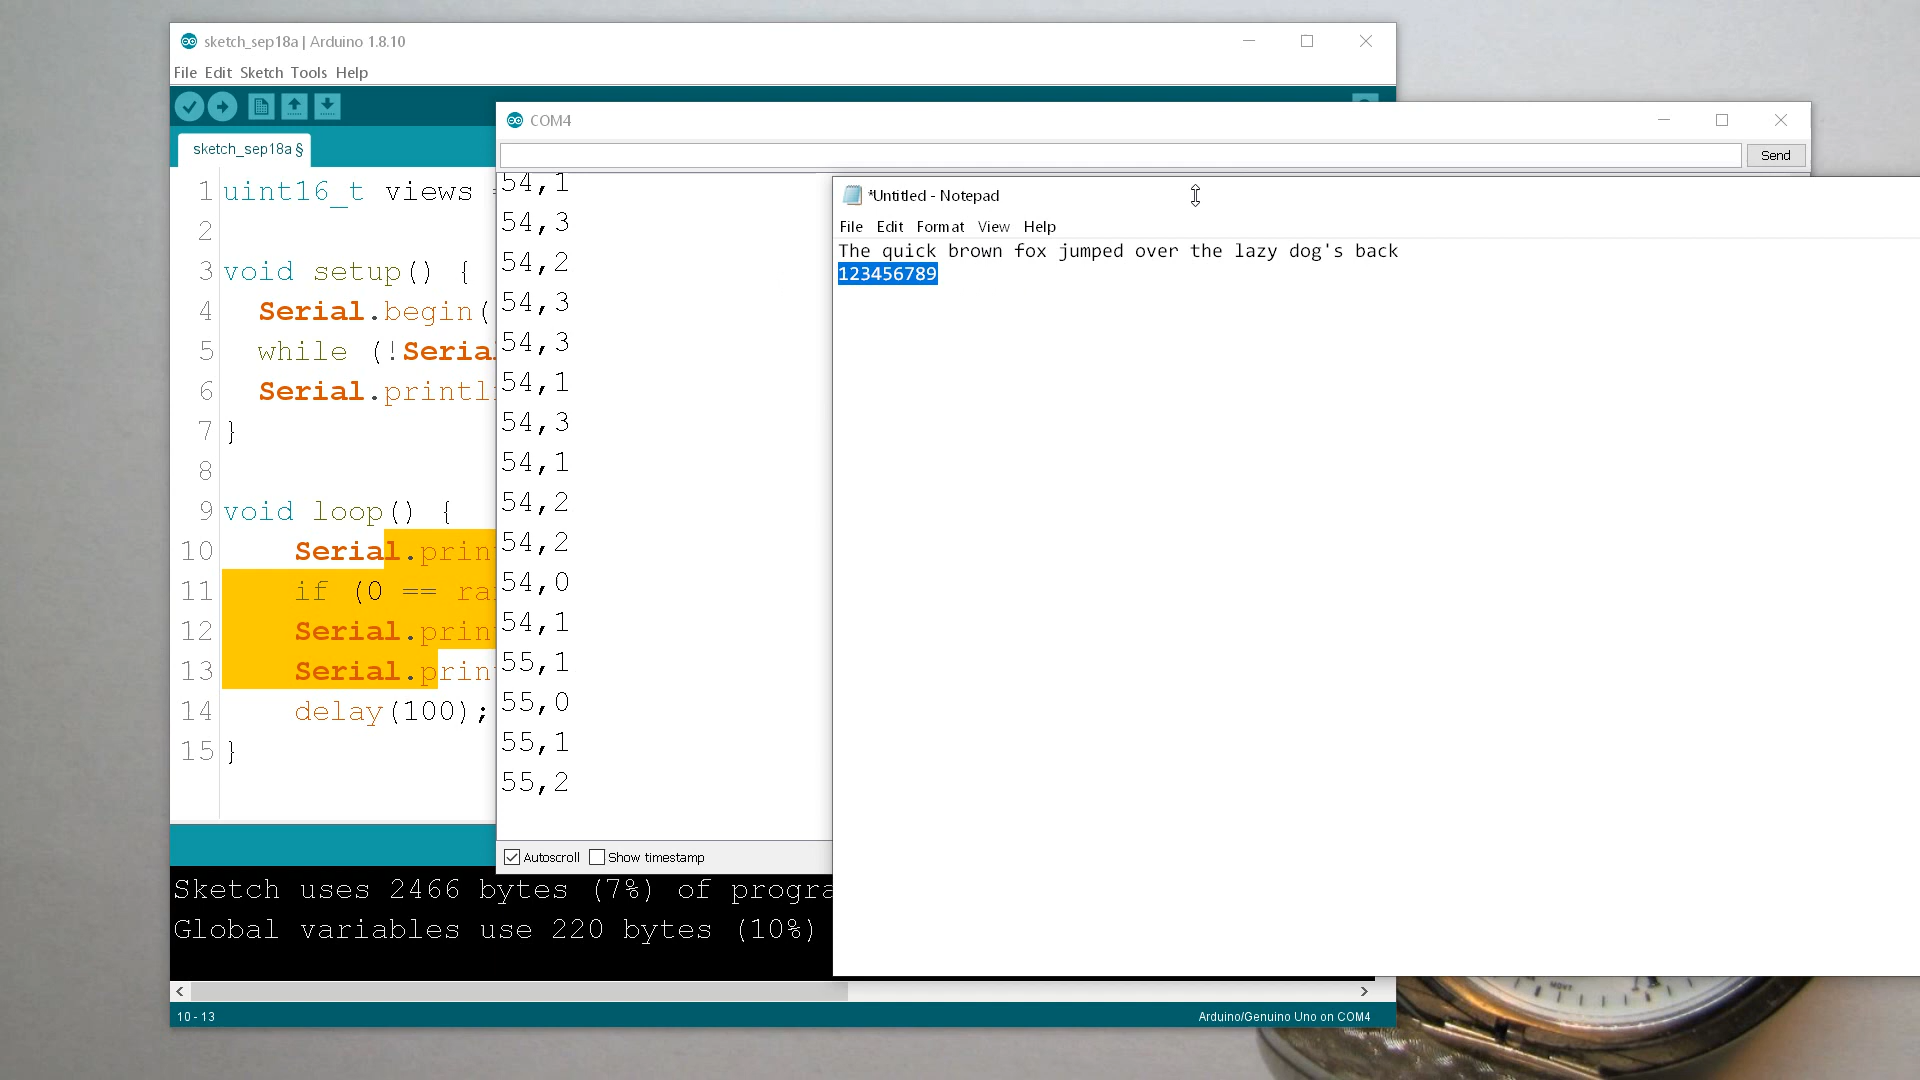 sketch_sep18a | Arduino 1.8.10
File Edit Sketch Tools Help
sketch_sep18a §
1 uint16_t views
2
3 void setup() {
4 Serial.begin(
5 while (!Serial
6 Serial.println
7 }
8
9 void loop() {
10 Serial.print
11 if (0 == ra
12 Serial.print
13 Serial.print
14 delay(100);
15 }
Sketch uses 2466 bytes (7%) of progra
Global variables use 220 bytes (10%)
10 - 13
Arduino/Genuino Uno on COM4
COM4
Send
54,1
54,3
54,2
54,3
54,3
54,1
54,3
54,1
54,2
54,2
54,0
54,1
55,1
55,0
55,1
55,2
Autoscroll Show timestamp
*Untitled - Notepad
File Edit Format View Help
The quick brown fox jumped over the lazy dog's back
123456789